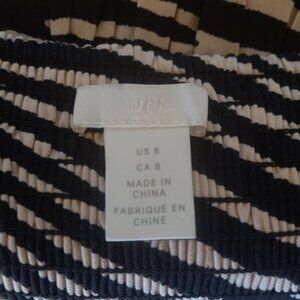 H&M
US 8
CA 8
MADE IN
CHINA
FABRIQUÉ EN
CHINE